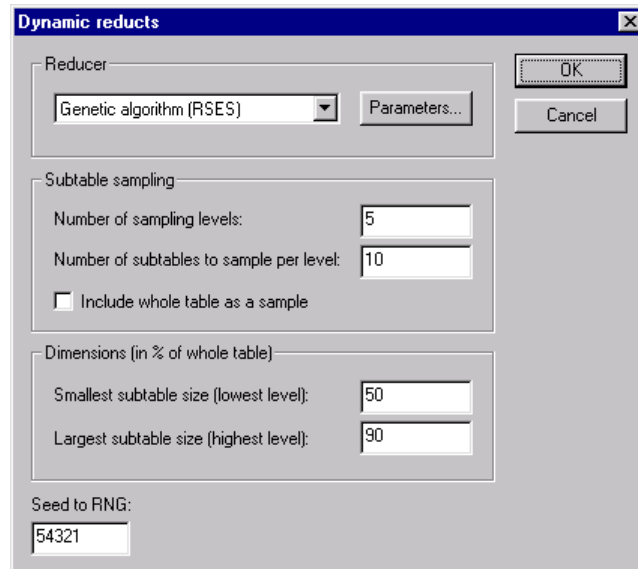 Dynamic reducts
Reducer
Genetic algorithm (RSES)
Parameters...
OK
Cancel
Subtable sampling
Number of sampling levels: 5
Number of subtables to sample per level: 10
Include whole table as a sample
Dimensions (in % of whole table)
Smallest subtable size (lowest level): 50
Largest subtable size (highest level): 90
Seed to RNG:
54321